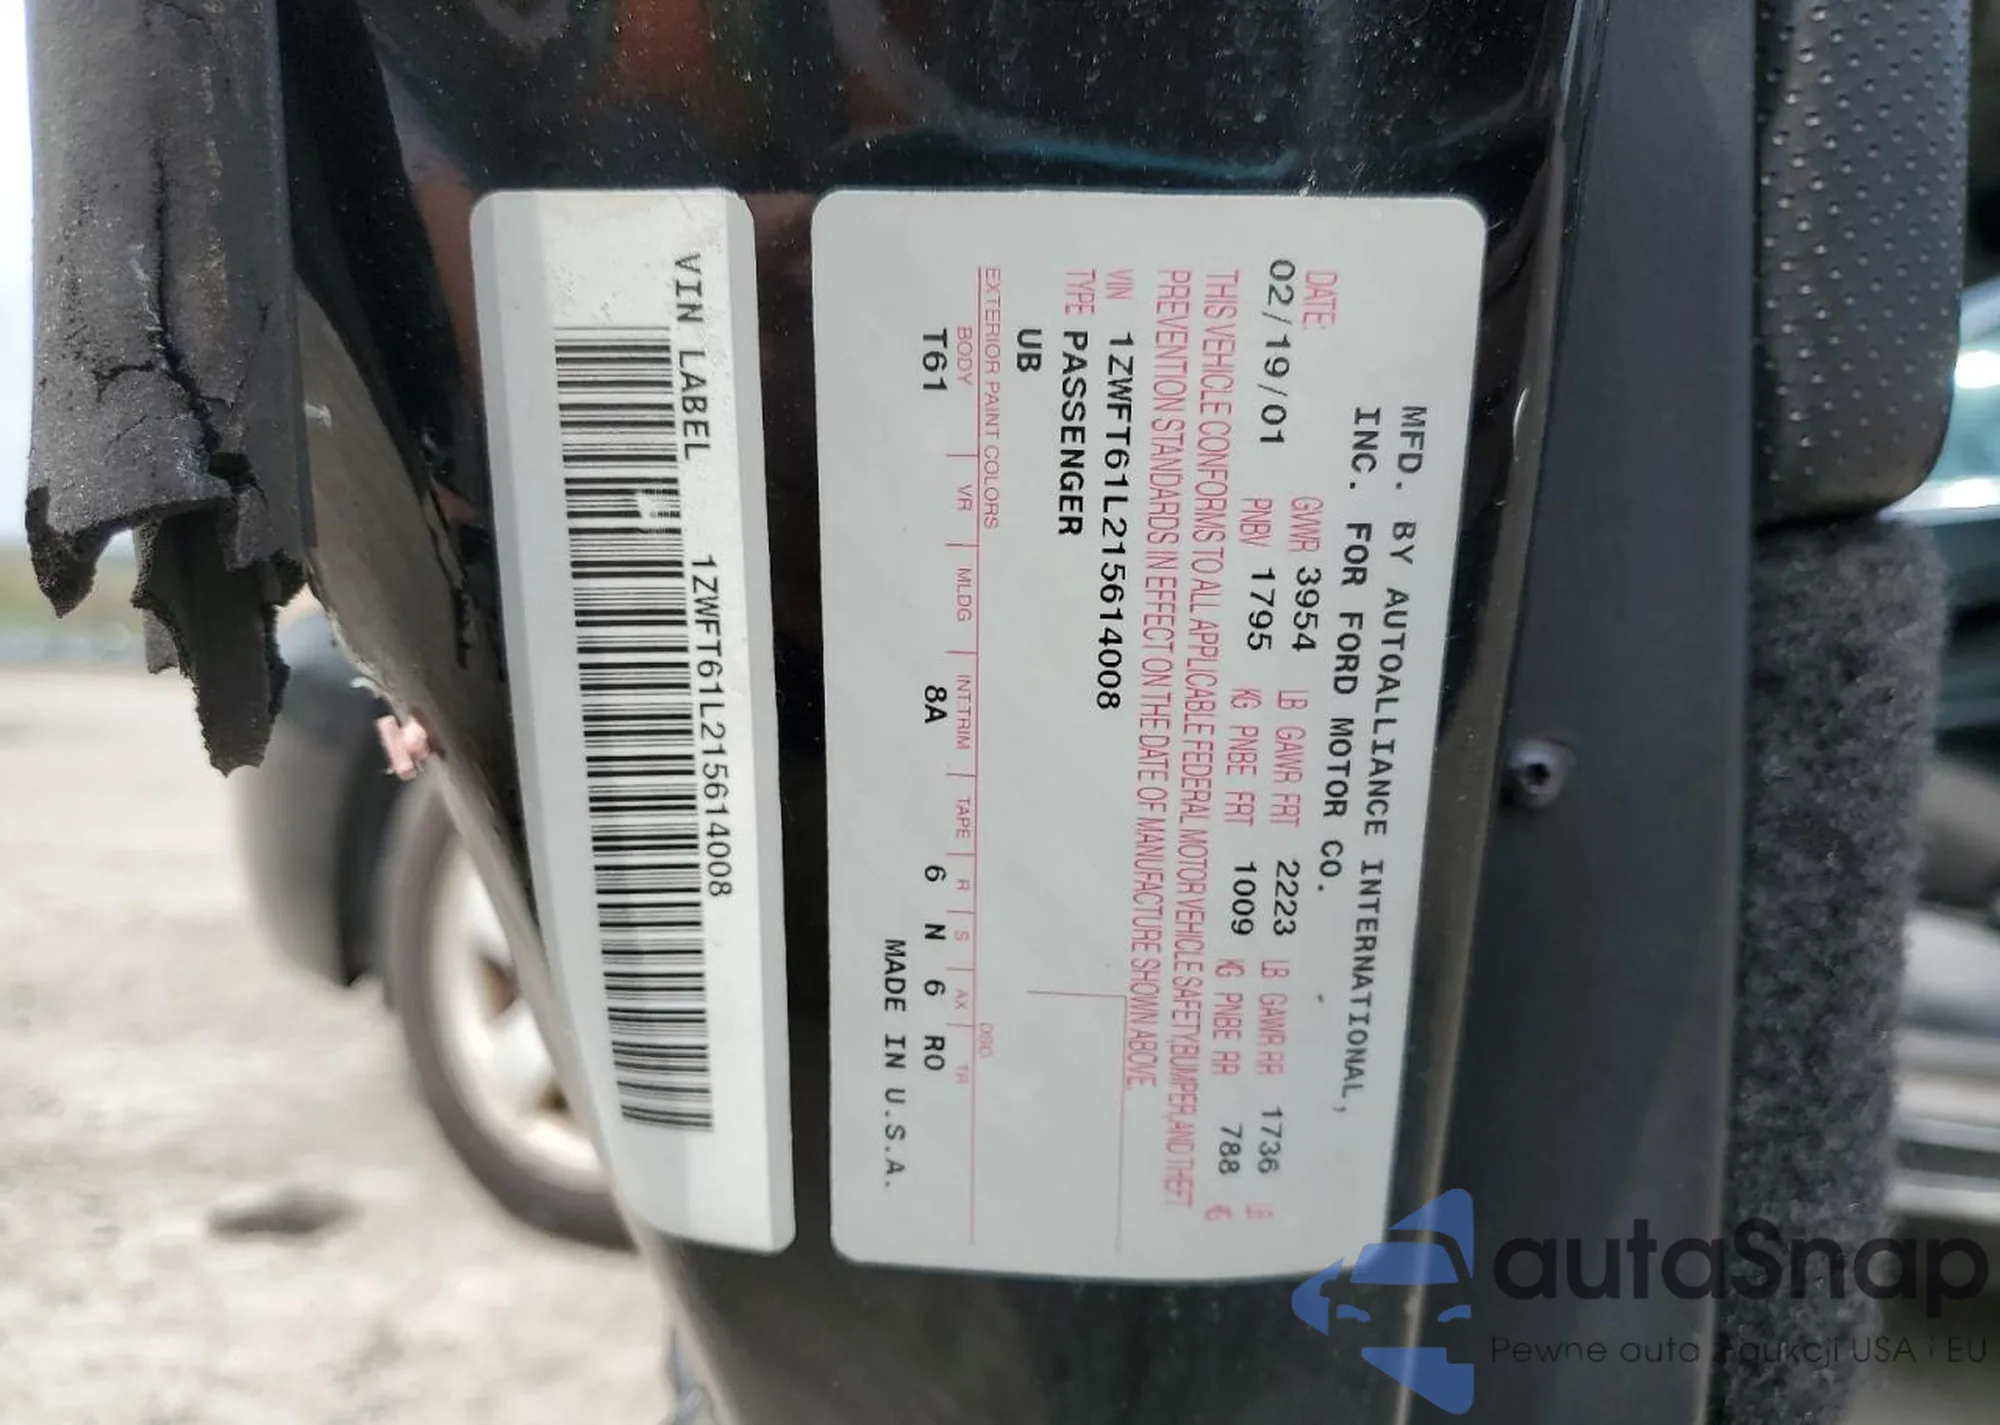 MFD. BY AUTOALLIANCE INTERNATIONAL,
INC. FOR FORD MOTOR CO.
DATE:
02/19/01
GWWR 3954 LB GAWR FRT 2223 LB GAWR RR 1736 LB
PNBV 1795 KG PNBE FRT 1009 KG PNBE RR 788 KG
THIS VEHICLE CONFORMS TO ALL APPLICABLE FEDERAL MOTOR VEHICLE SAFETY, BUMPER, AND THEFT
PREVENTION STANDARDS IN EFFECT ON THE DATE OF MANUFACTURE SHOWN ABOVE.
VIN 1ZWFT61L215614008
TYPE PASSENGER
UB
EXTERIOR PAINT COLORS DSO
BODY VR MLDG INT.TRIM TAPE R S AX TR
T61 8A 6 N 6 RO
MADE IN U.S.A.
VIN LABEL 1ZWFT61L215614008
autoSnap
Pewne auta z aukcji USA i EU